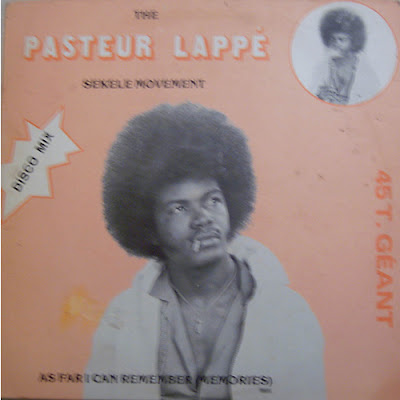 THE
PASTEUR LAPPÉ
SEKELE MOVEMENT
DISCO MIX
45 T. GÉANT
AS FAR I CAN REMEMBER (MEMORIES)